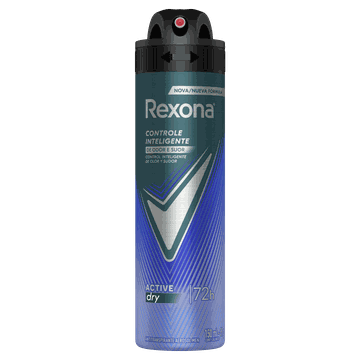 NOVA/NUEVA
Rexona
CONTROLE
INTELIGENTE
DE ODOR E SUOR
CONTROL INTELIGENTE
DE OLOR Y SUDOR
ACTIVE
dry
72h